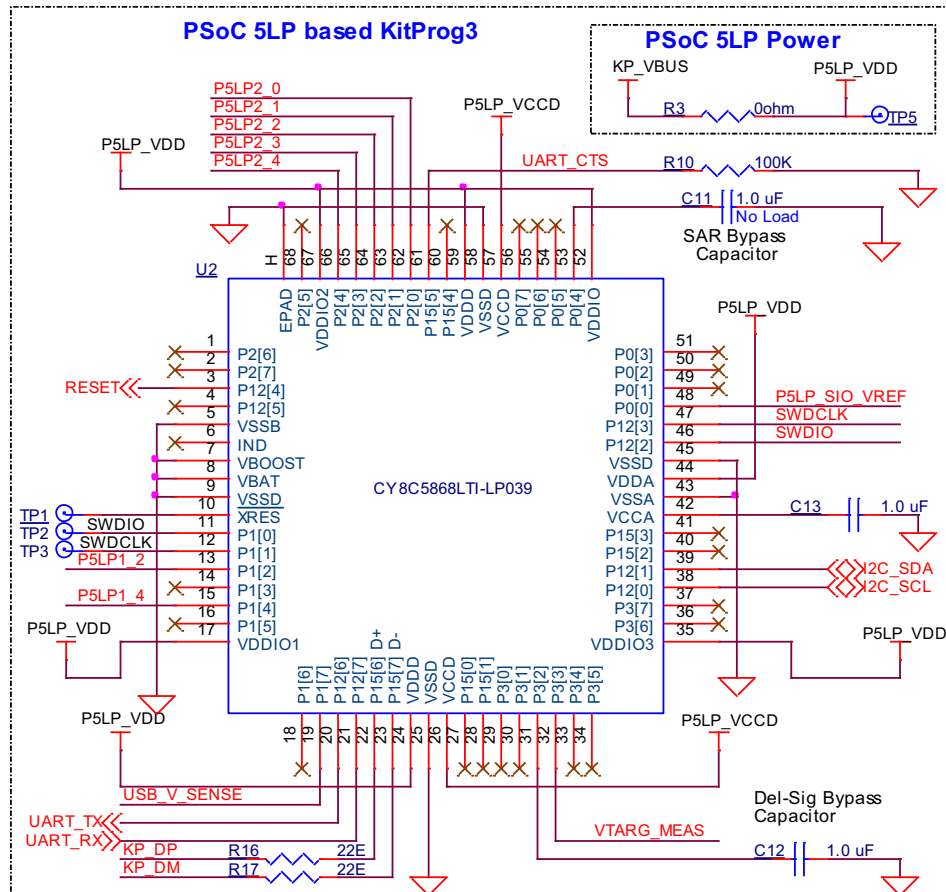 PSoC 5LP based KitProg3
PSoC 5LP Power
KP_VBUS
P5LP_VDD
R3
0ohm
TP5
P5LP2_0
P5LP2_1
P5LP2_2
P5LP2_3
P5LP2_4
P5LP_VDD
P5LP_VCCD
UART_CTS
R10
100K
C11
1.0 uF
No Load
SAR Bypass
Capacitor
U2
H
68
67
66
65
64
63
62
61
60
59
58
57
56
55
54
53
52
EPAD
P2[5]
VDDIO2
P2[4]
P2[3]
P2[2]
P2[1]
P2[0]
P15[5]
P15[4]
VDDD
VSSD
VCCD
P0[7]
P0[6]
P0[5]
P0[4]
VDDIO
P5LP_VDD
1
P2[6]
2
P2[7]
RESET
3
P12[4]
4
P12[5]
5
VSSB
6
IND
7
VBOOST
8
VBAT
9
VSSD
TP1
10
XRES
TP2
SWDIO
11
P1[0]
TP3
SWDCLK
12
P1[1]
P5LP1_2
13
P1[2]
14
P1[3]
P5LP1_4
15
P1[4]
16
P1[5]
P5LP_VDD
17
VDDIO1
CY8C5868LTI-LP039
P0[3]
51
P0[2]
50
P0[1]
49
P0[0]
48
P5LP_SIO_VREF
P12[3]
47
SWDCLK
P12[2]
46
SWDIO
VSSD
45
VDDA
44
VSSA
43
VCCA
42
C13
1.0 uF
P15[3]
41
P15[2]
40
P12[1]
39
I2C_SDA
P12[0]
38
I2C_SCL
P3[7]
37
P3[6]
36
VDDIO3
35
P5LP_VDD
P1[6]
P1[7]
P12[6]
P12[7]
P15[6] D+
P15[7] D-
VDDD
VSSD
VCCD
P15[0]
P15[1]
P3[0]
P3[1]
P3[2]
P3[3]
P3[4]
P3[5]
18
19
20
21
22
23
24
25
26
27
28
29
30
31
32
33
34
P5LP_VDD
P5LP_VCCD
USB_V_SENSE
UART_TX
UART_RX
VTARG_MEAS
KP_DP
R16
22E
KP_DM
R17
22E
Del-Sig Bypass
Capacitor
C12
1.0 uF